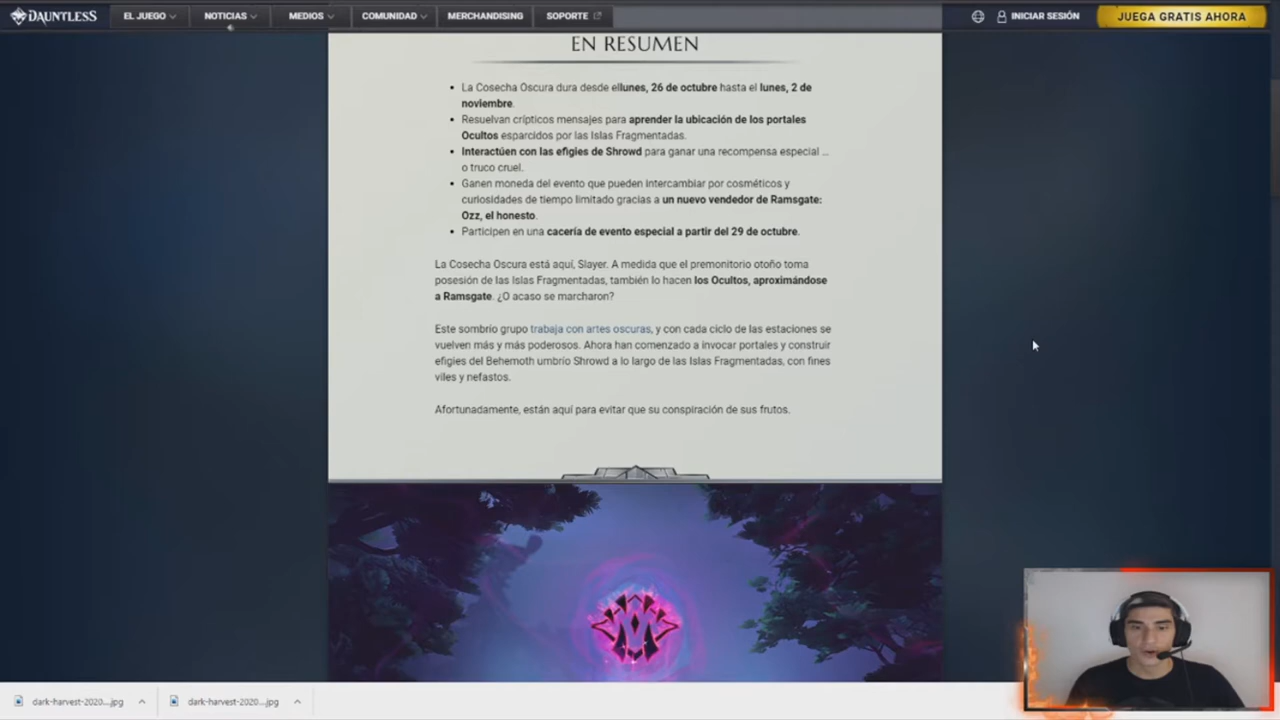 DAUNTLESS EL JUEGO NOTICIAS MEDIOS COMUNIDAD MERCHANDISING SOPORTE INICIAR SESIÓN JUEGA GRATIS AHORA
EN RESUMEN
• La Cosecha Oscura dura desde ellunes, 26 de octubre hasta el lunes, 2 de
noviembre.
• Resuelvan crípticos mensajes para aprender la ubicación de los portales
Ocultos esparcidos por las Islas Fragmentadas.
• Interactúen con las efigies de Shrowd para ganar una recompensa especial ...
o truco cruel.
• Ganen moneda del evento que pueden intercambiar por cosméticos y
curiosidades de tiempo limitado gracias a un nuevo vendedor de Ramsgate:
Ozz, el honesto.
• Participen en una cacería de evento especial a partir del 29 de octubre.
La Cosecha Oscura está aquí, Slayer. A medida que el premonitorio otoño toma
posesión de las Islas Fragmentadas, también lo hacen los Ocultos, aproximándose
a Ramsgate. ¿O acaso se marcharon?
Este sombrío grupo trabaja con artes oscuras, y con cada ciclo de las estaciones se
vuelven más y más poderosos. Ahora han comenzado a invocar portales y construir
efigies del Behemoth umbrío Shrowd a lo largo de las Islas Fragmentadas, con fines
viles y nefastos.
Afortunadamente, están aquí para evitar que su conspiración de sus frutos.
dark-harvest-2020....jpg dark-harvest-2020....jpg